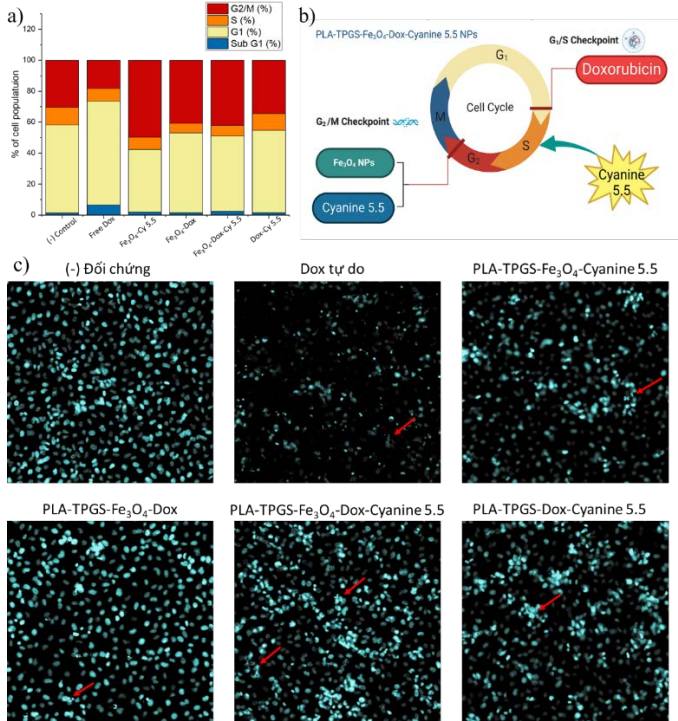 a)
G2/M (%)
S (%)
G1 (%)
Sub G1 (%)
% of cell populatuion
100
80
60
40
20
0
(-) Control
Free Dox
Fe₃O₄-Cy 5.5
Fe₃O₄-Dox
Fe₃O₄-Dox-Cy 5.5
Dox-Cy 5.5
b)
PLA-TPGS-Fe₃O₄-Dox-Cyanine 5.5 NPs
G₁/S Checkpoint
Doxorubicin
G₁
Cell Cycle
M
S
G₂
G₂/M Checkpoint
Fe₃O₄ NPs
Cyanine 5.5
Cyanine
5.5
c)
(-) Đối chứng
Dox tự do
PLA-TPGS-Fe₃O₄-Cyanine 5.5
PLA-TPGS-Fe₃O₄-Dox
PLA-TPGS-Fe₃O₄-Dox-Cyanine 5.5
PLA-TPGS-Dox-Cyanine 5.5